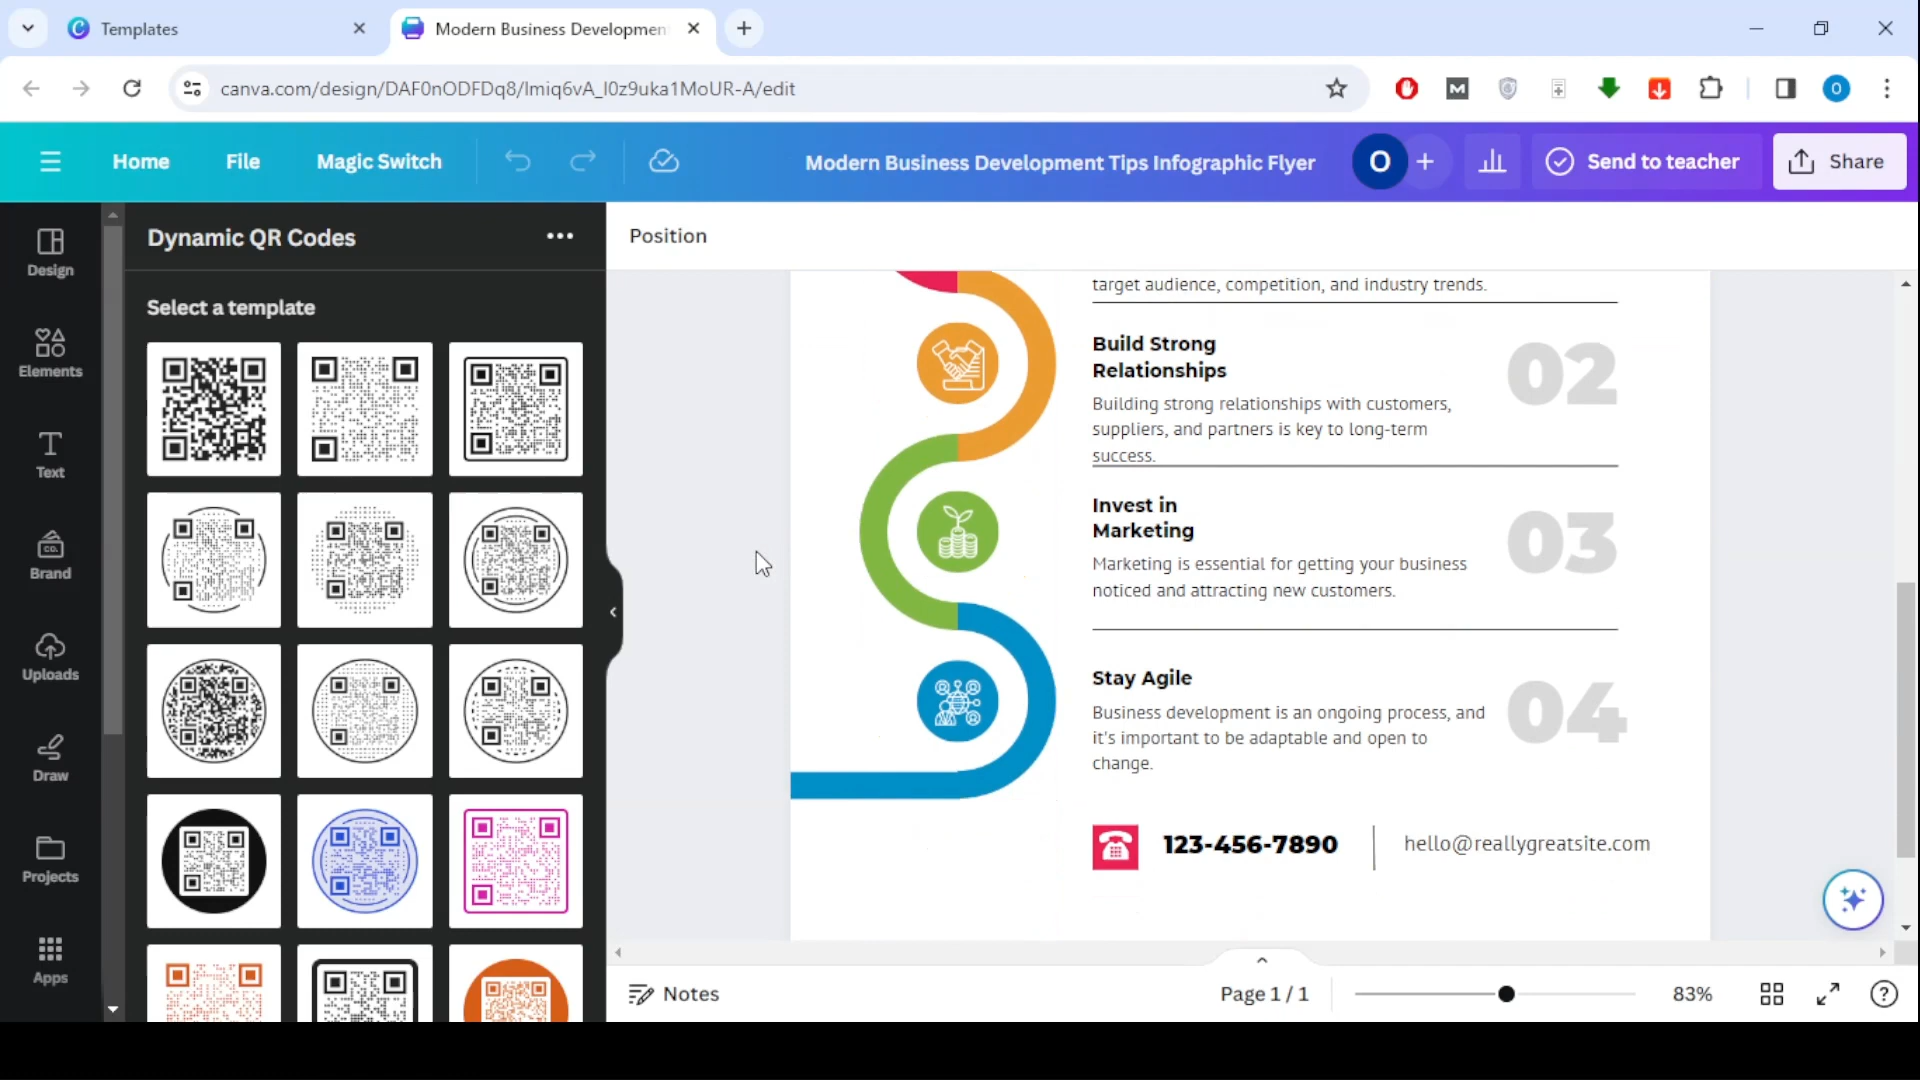 Templates
Modern Business Developmen
canva.com/design/DAF0nODFDq8/lmiq6vA_l0z9uka1MoUR-A/edit
M
O
Home
File
Magic Switch
Modern Business Development Tips Infographic Flyer
O
Send to teacher
Share
Design
Elements
Text
CO.
Brand
Uploads
Draw
Projects
Apps
Dynamic QR Codes
Select a template
Position
target audience, competition, and industry trends.
Build Strong
Relationships
02
Building strong relationships with customers,
suppliers, and partners is key to long-term
success.
Invest in
Marketing
03
Marketing is essential for getting your business
noticed and attracting new customers.
Stay Agile
04
Business development is an ongoing process, and
it's important to be adaptable and open to
change.
123-456-7890
hello@reallygreatsite.com
Notes
Page 1 / 1
83%